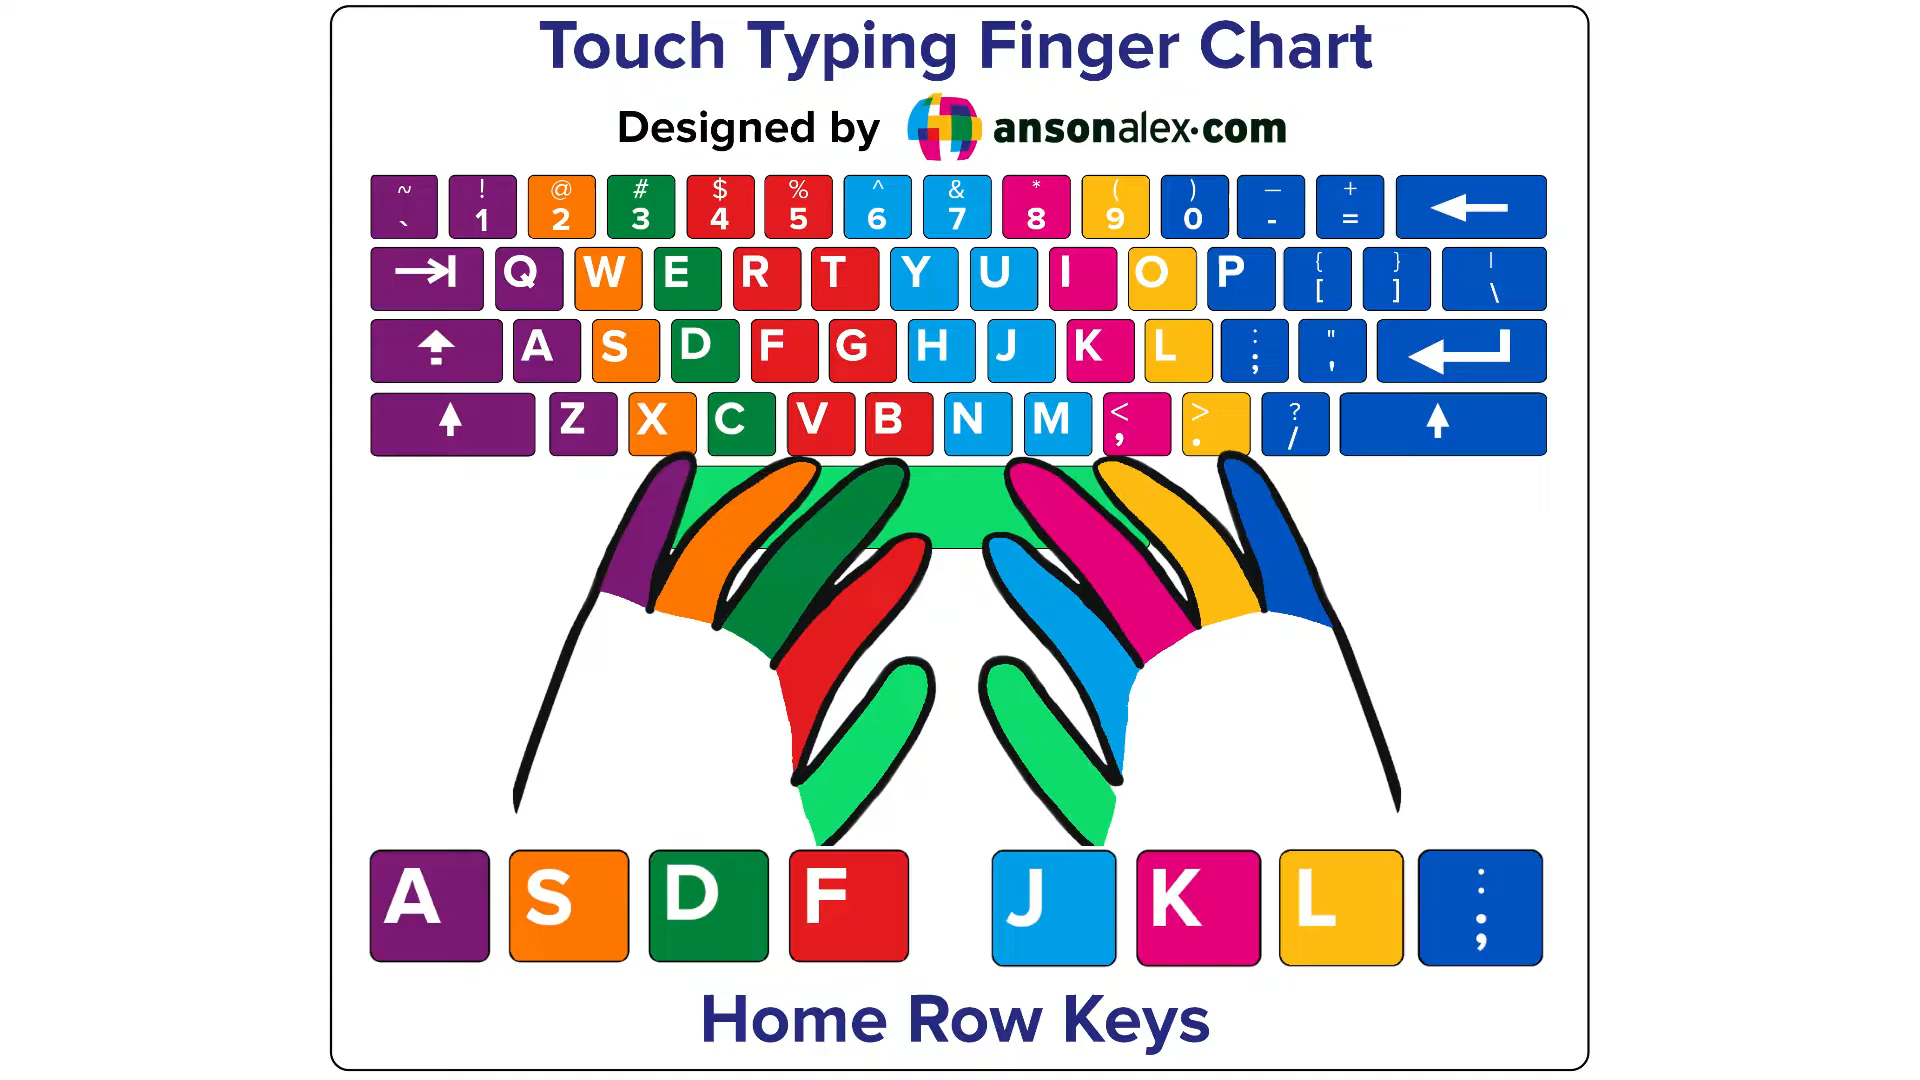 Touch Typing Finger Chart
Designed by ansonalex.com
~ ! @ # $ % ^ & * ( ) — +
` 1 2 3 4 5 6 7 8 9 0 - =
Q W E R T Y U I O P { } |
[ ] \
A S D F G H J K L : "
; '
Z X C V B N M < > ?
, . /
A S D F J K L :
;
Home Row Keys